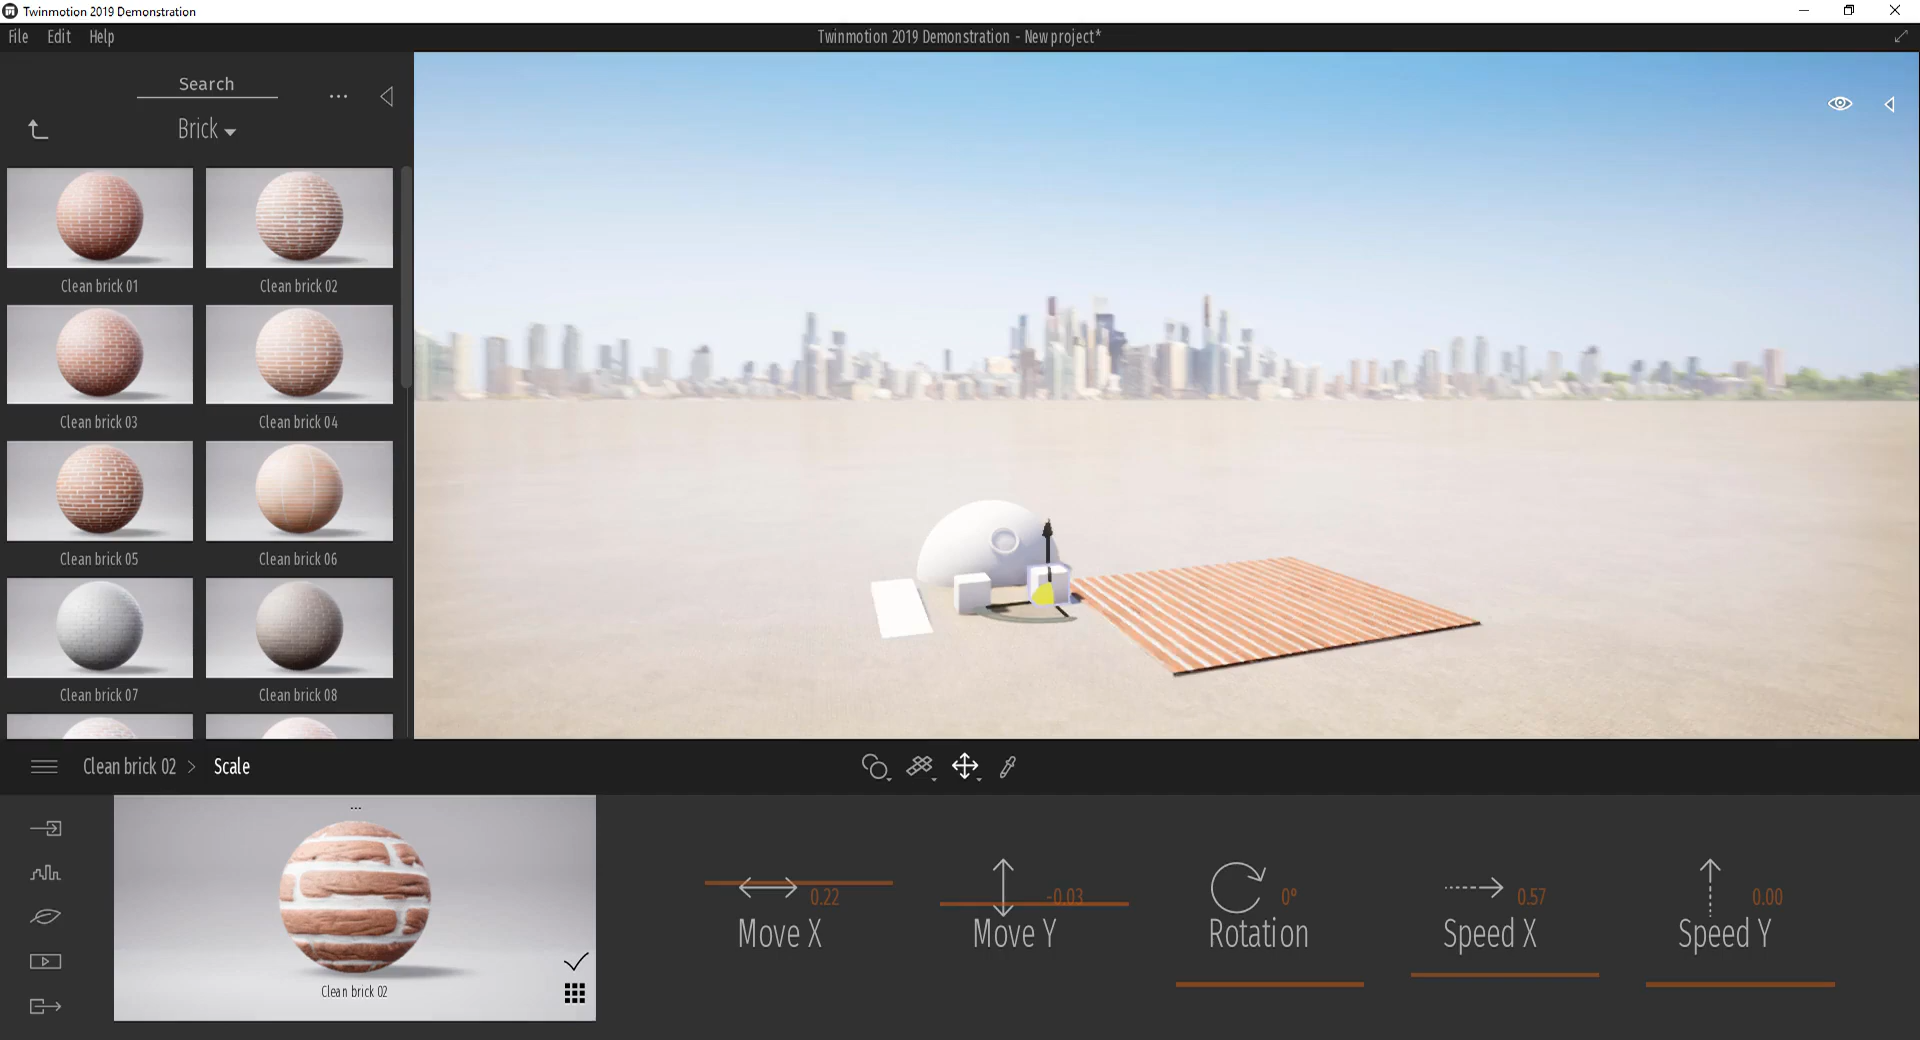 Twinmotion 2019 Demonstration
File Edit Help
Twinmotion 2019 Demonstration - New project*
Search
...
Brick
Clean brick 01
Clean brick 02
Clean brick 03
Clean brick 04
Clean brick 05
Clean brick 06
Clean brick 07
Clean brick 08
Clean brick 02 > Scale
...
Clean brick 02
0.22
Move X
-0.03
Move Y
0°
Rotation
0.57
Speed X
0.00
Speed Y